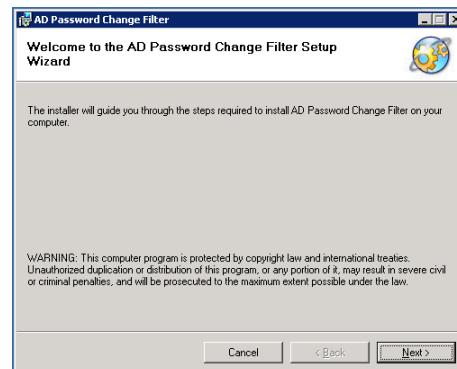 AD Password Change Filter
Welcome to the AD Password Change Filter Setup
Wizard
The installer will guide you through the steps required to install AD Password Change Filter on your
computer.
WARNING: This computer program is protected by copyright law and international treaties.
Unauthorized duplication or distribution of this program, or any portion of it, may result in severe civil
or criminal penalties, and will be prosecuted to the maximum extent possible under the law.
Cancel
< Back
Next >